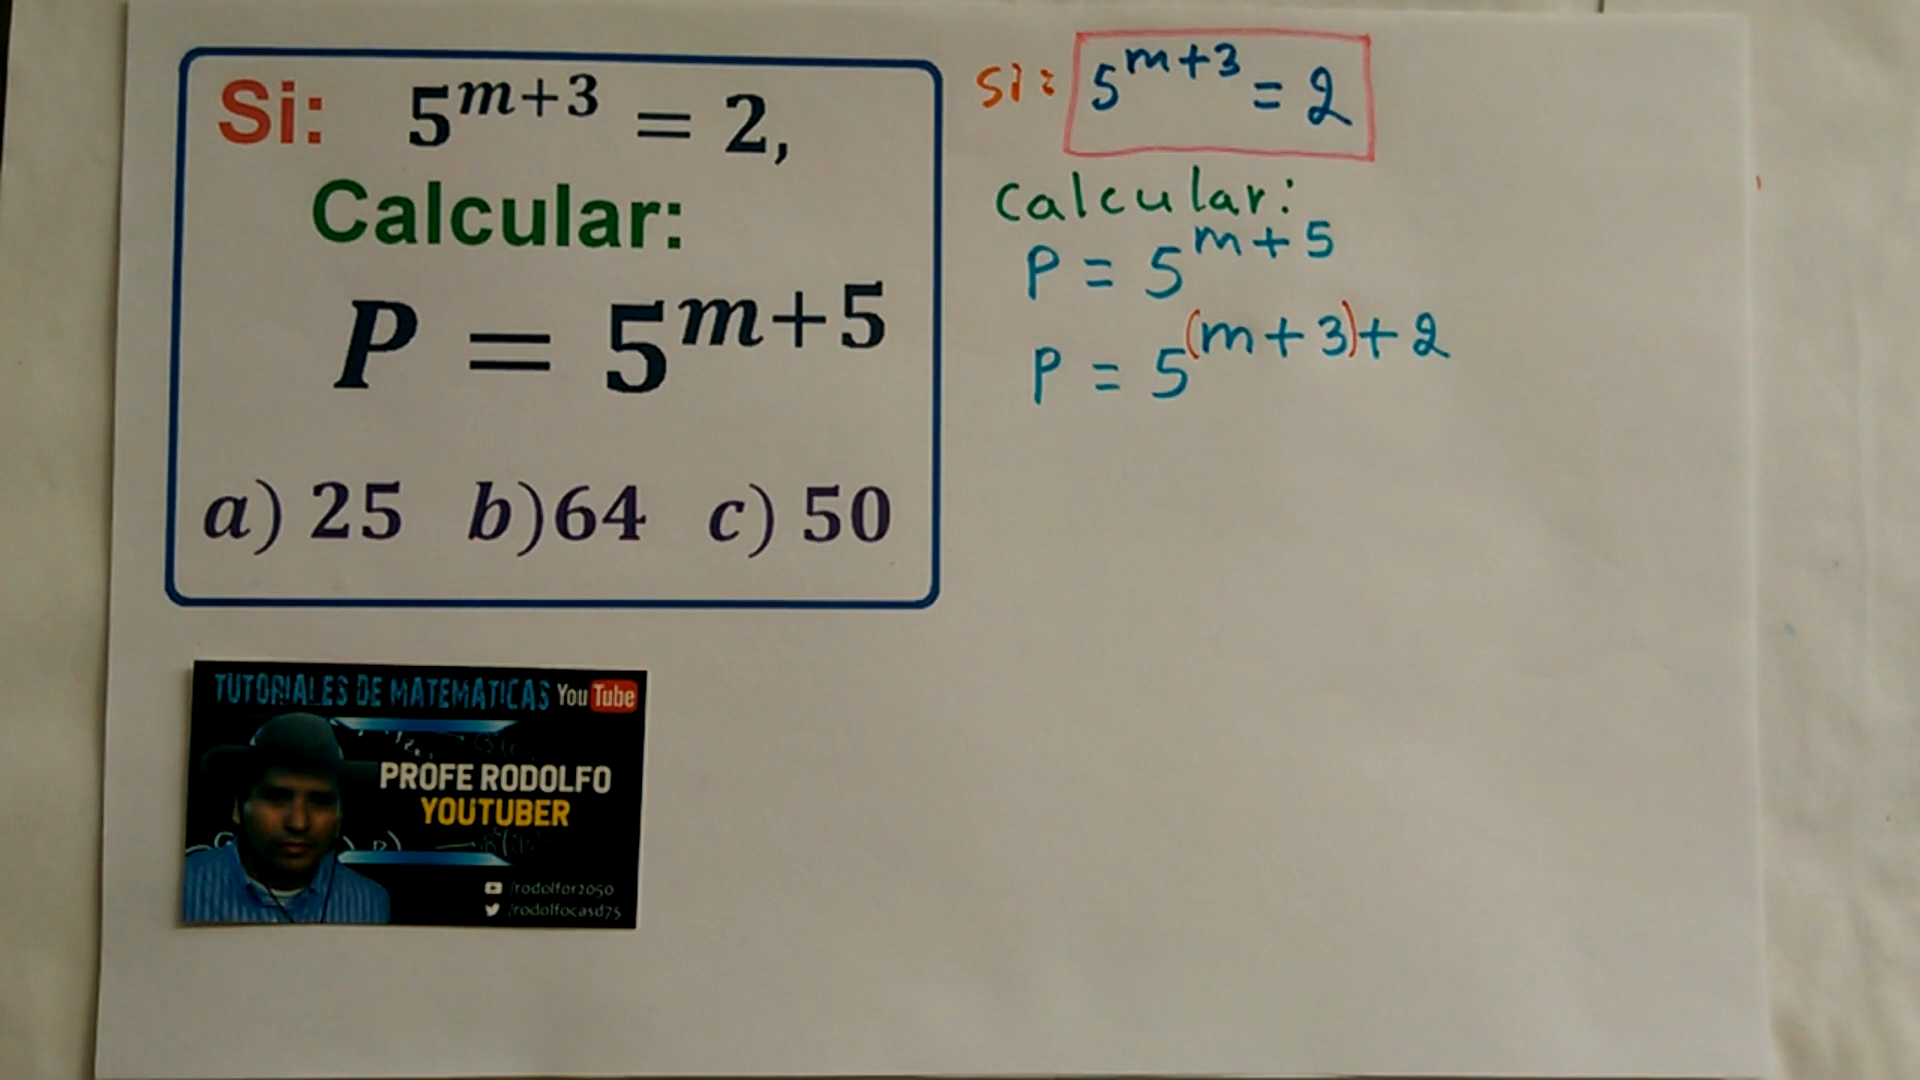 Si: 5^{m+3} = 2,
Calcular:
P = 5^{m+5}
a) 25 b)64 c) 50
Si: 5^{m+3} = 2
Calcular:
P = 5^{m+5}
P = 5^{(m+3)+2}
TUTORIALES DE MATEMATICAS YouTube
PROFE RODOLFO
YOUTUBER
/rodolfor2050
/rodolfocasd75